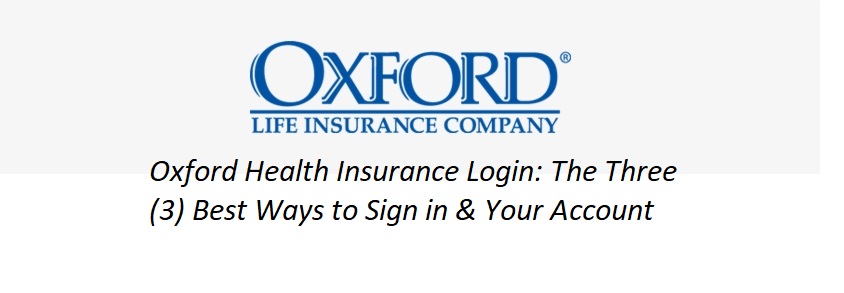 OXFORD®
LIFE INSURANCE COMPANY
Oxford Health Insurance Login: The Three
(3) Best Ways to Sign in & Your Account